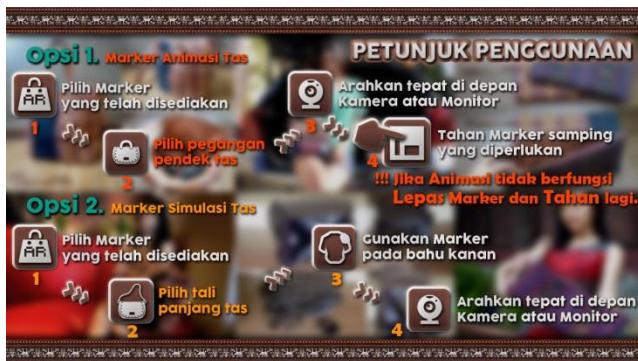 Opsi 1. Marker Animasi Tas
PETUNJUK PENGGUNAAN
AR
Pilih Marker
yang telah disediakan
1
Pilih pegangan
pendek tas
2
Arahkan tepat di depan
Kamera atau Monitor
3
Tahan Marker samping
yang diperlukan
4
!!! Jika Animasi tidak berfungsi
Lepas Marker dan Tahan lagi.
Opsi 2. Marker Simulasi Tas
AR
Pilih Marker
yang telah disediakan
1
Pilih tali
panjang tas
2
Gunakan Marker
pada bahu kanan
3
Arahkan tepat di depan
Kamera atau Monitor
4